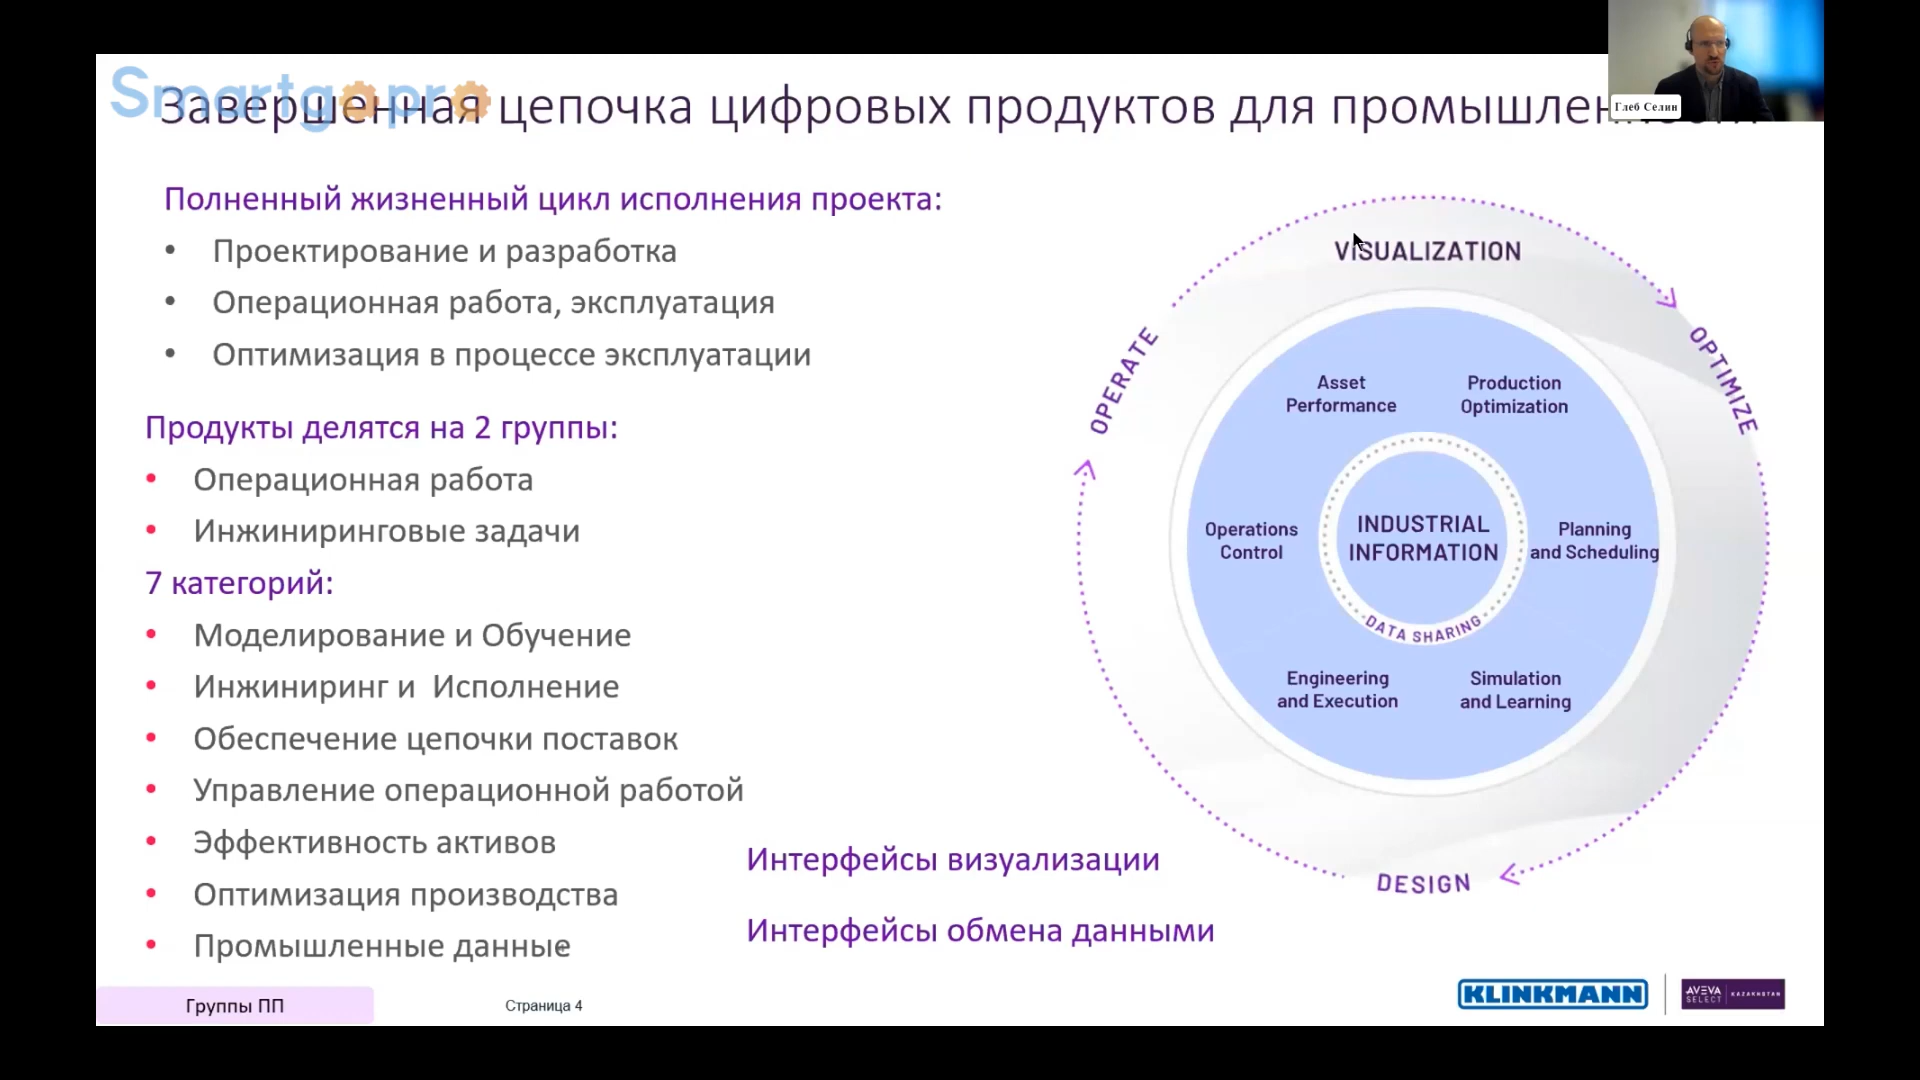 Smartgopro
Завершенная цепочка цифровых продуктов для промышлен
Глеб Селин
Полненный жизненный цикл исполнения проекта:
• Проектирование и разработка
• Операционная работа, эксплуатация
• Оптимизация в процессе эксплуатации
Продукты делятся на 2 группы:
• Операционная работа
• Инжиниринговые задачи
7 категорий:
• Моделирование и Обучение
• Инжиниринг и Исполнение
• Обеспечение цепочки поставок
• Управление операционной работой
• Эффективность активов
• Оптимизация производства
• Промышленные данные
Интерфейсы визуализации
Интерфейсы обмена данными
VISUALIZATION
OPERATE
OPTIMIZE
DESIGN
Asset
Performance
Production
Optimization
Operations
Control
INDUSTRIAL
INFORMATION
DATA SHARING
Planning
and Scheduling
Engineering
and Execution
Simulation
and Learning
Группы ПП
Страница 4
KLINKMANN
AVEVA
SELECT
KAZAKHSTAN